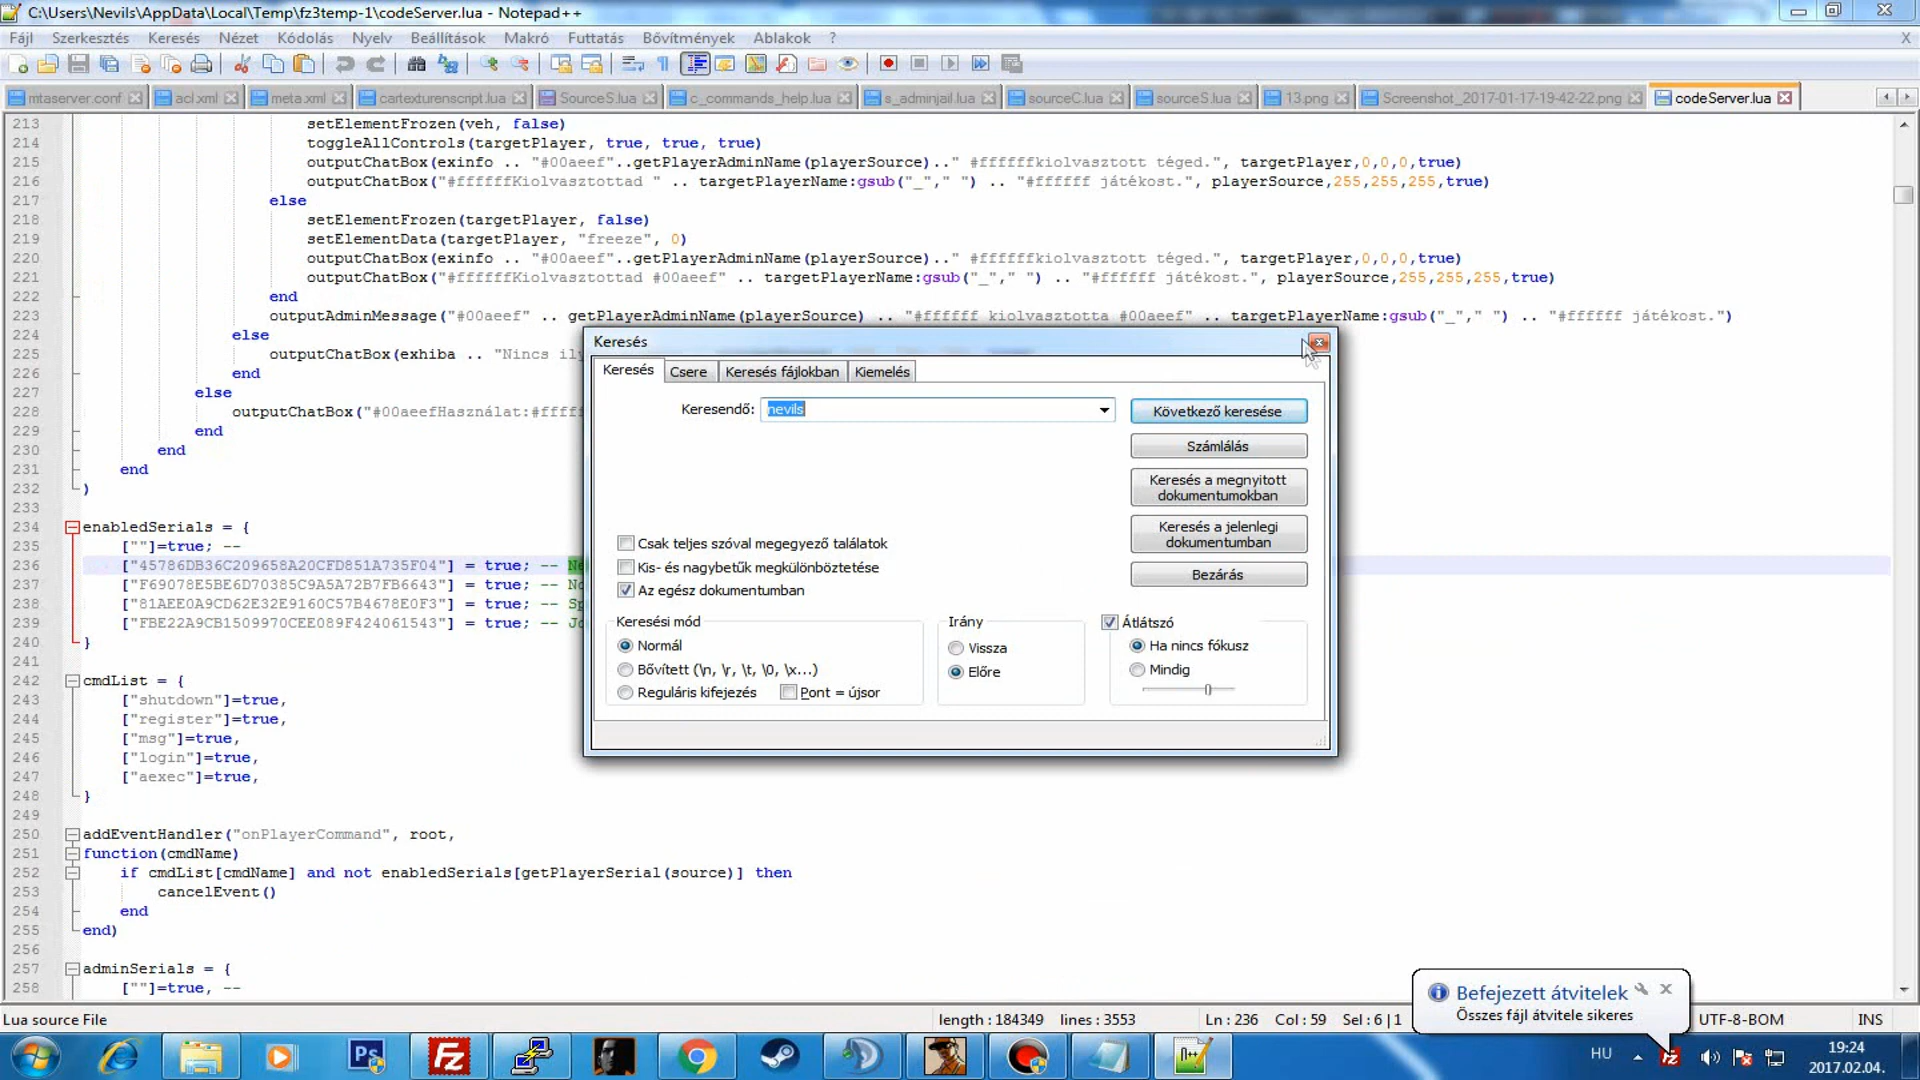 C:\Users\Nevils\AppData\Local\Temp\fz3temp-1\codeServer.lua - Notepad++
Fájl Szerkesztés Keresés Nézet Kódolás Nyelv Beállítások Makró Futtatás Bővítmények Ablakok ?
X
mtaserver.conf acl.xml meta.xml cartexturenscript.lua SourceS.lua c_commands_help.lua s_adminjail.lua sourceC.lua sourceS.lua 13.png Screenshot_2017-01-17-19-42-22.png codeServer.lua
213 setElementFrozen(veh, false)
214 toggleAllControls(targetPlayer, true, true, true)
215 outputChatBox(exinfo .. "#00aeef"..getPlayerAdminName(playerSource).." #ffffffkiolvasztott téged.", targetPlayer,0,0,0,true)
216 outputChatBox("#ffffffKiolvasztottad " .. targetPlayerName:gsub("_"," ") .. "#ffffff játékost.", playerSource,255,255,255,true)
217 else
218 setElementFrozen(targetPlayer, false)
219 setElementData(targetPlayer, "freeze", 0)
220 outputChatBox(exinfo .. "#00aeef"..getPlayerAdminName(playerSource).." #ffffffkiolvasztott téged.", targetPlayer,0,0,0,true)
221 outputChatBox("#ffffffKiolvasztottad #00aeef" .. targetPlayerName:gsub("_"," ") .. "#ffffff játékost.", playerSource,255,255,255,true)
222 end
223 outputAdminMessage("#00aeef" .. getPlayerAdminName(playerSource) .. "#ffffff kiolvasztotta #00aeef" .. targetPlayerName:gsub("_"," ") .. "#ffffff játékost.")
224 else
225 outputChatBox(exhiba .. "Nincs
226 end
227 else
228 outputChatBox("#00aeefHasználat:#fffff
229 end
230 end
231 end
232 )
233
234 enabledSerials = {
235 [""]=true; --
236 ["45786DB36C209658A20CFD851A735F04"] = true; -- Ne
237 ["F69078E5BE6D70385C9A5A72B7FB6643"] = true; -- No
238 ["81AEE0A9CD62E32E9160C57B4678E0F3"] = true; -- Sp
239 ["FBE22A9CB1509970CEE089F424061543"] = true; -- Jo
240 }
241
242 cmdList = {
243 ["shutdown"]=true,
244 ["register"]=true,
245 ["msg"]=true,
246 ["login"]=true,
247 ["aexec"]=true,
248 }
249
250 addEventHandler("onPlayerCommand", root,
251 function(cmdName)
252 if cmdList[cmdName] and not enabledSerials[getPlayerSerial(source)] then
253 cancelEvent()
254 end
255 end)
256
257 adminSerials = {
258 [""]=true, --
Keresés
Keresés Csere Keresés fájlokban Kiemelés
Keresendő: nevils
Következő keresése
Számlálás
Keresés a megnyitott
dokumentumokban
Keresés a jelenlegi
dokumentumban
Bezárás
Csak teljes szóval megegyező találatok
Kis- és nagybetűk megkülönböztetése
Az egész dokumentumban
Keresési mód
Normál
Bővített (\n, \r, \t, \0, \x...)
Reguláris kifejezés Pont = újsor
Irány
Vissza
Előre
Átlátszó
Ha nincs fókusz
Mindig
Befejezett átvitelek
Összes fájl átvitele sikeres
Lua source File length : 184349 lines : 3553 Ln : 236 Col : 59 Sel : 6 | 1 UTF-8-BOM INS
HU
19:24
2017.02.04.